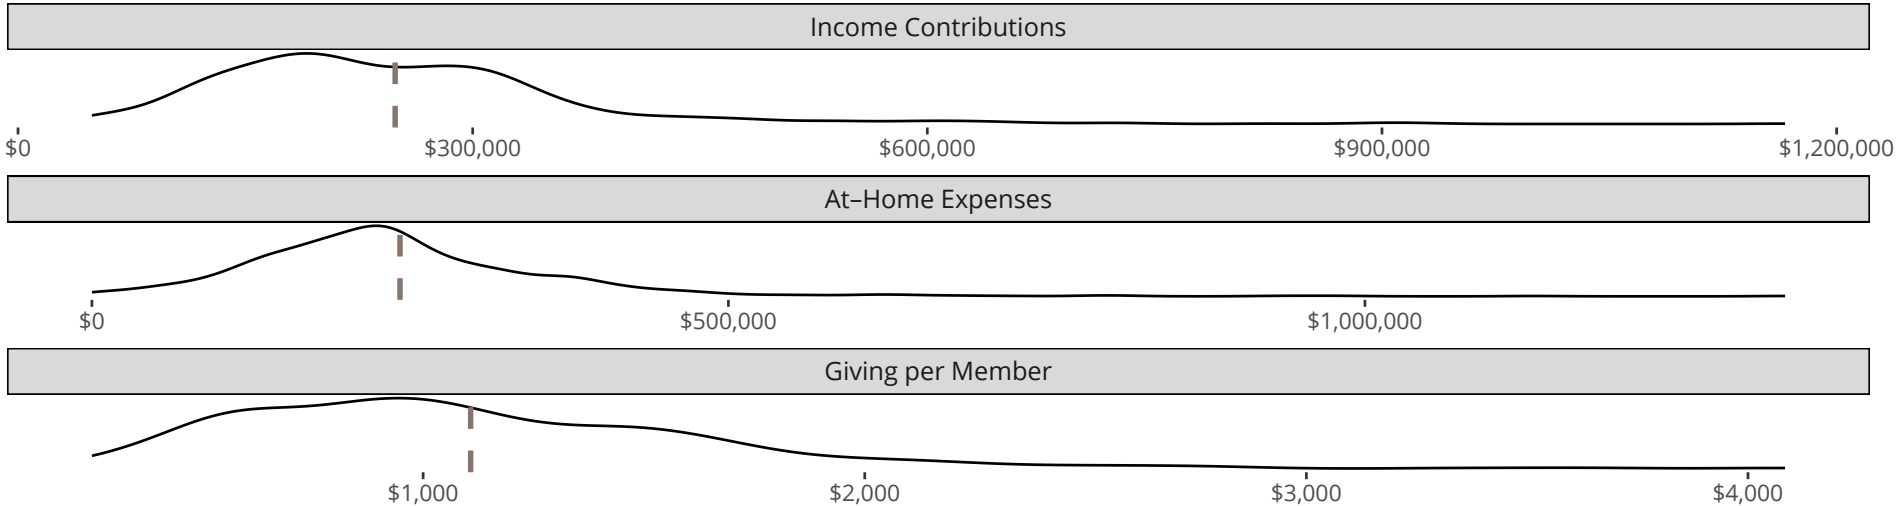 Income Contributions
$0 $300,000 $600,000 $900,000 $1,200,000
At–Home Expenses
$0 $500,000 $1,000,000
Giving per Member
$1,000 $2,000 $3,000 $4,000